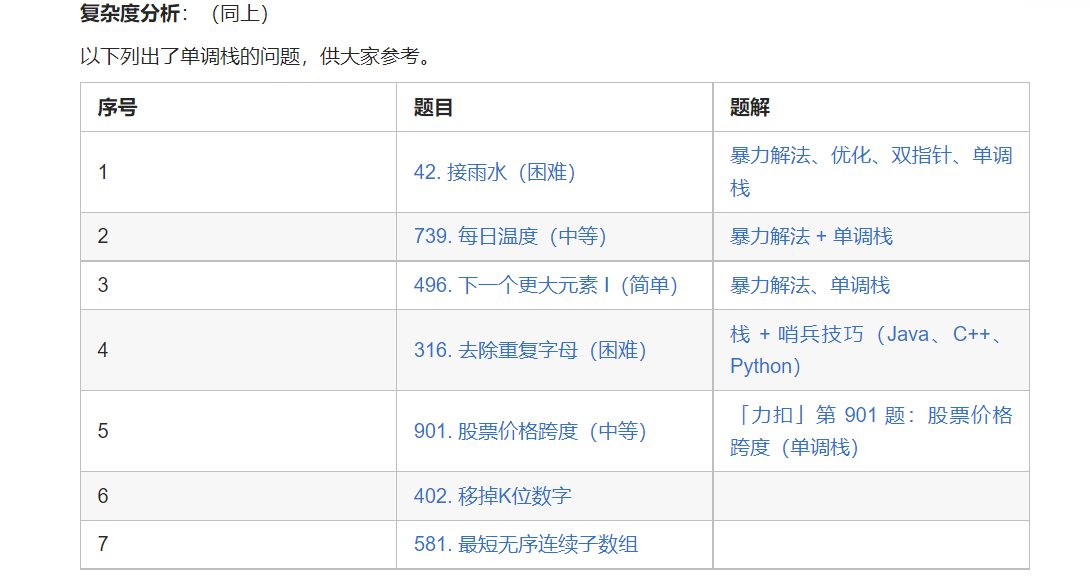 复杂度分析：（同上）
以下列出了单调栈的问题，供大家参考。
序号 题目 题解
1 42. 接雨水（困难） 暴力解法、优化、双指针、单调
栈
2 739. 每日温度（中等） 暴力解法 + 单调栈
3 496. 下一个更大元素 I（简单） 暴力解法、单调栈
4 316. 去除重复字母（困难） 栈 + 哨兵技巧（Java、C++、
Python）
5 901. 股票价格跨度（中等） 「力扣」第 901 题：股票价格
跨度（单调栈）
6 402. 移掉K位数字
7 581. 最短无序连续子数组